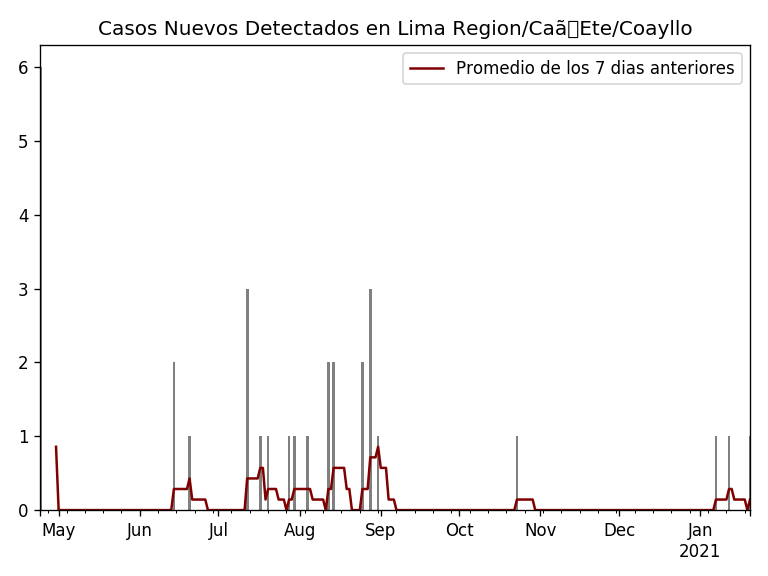 Casos Nuevos Detectados en Lima Region/Caã▯Ete/Coayllo
Promedio de los 7 dias anteriores
6
5
4
3
2
1
0
May Jun Jul Aug Sep Oct Nov Dec Jan
2021